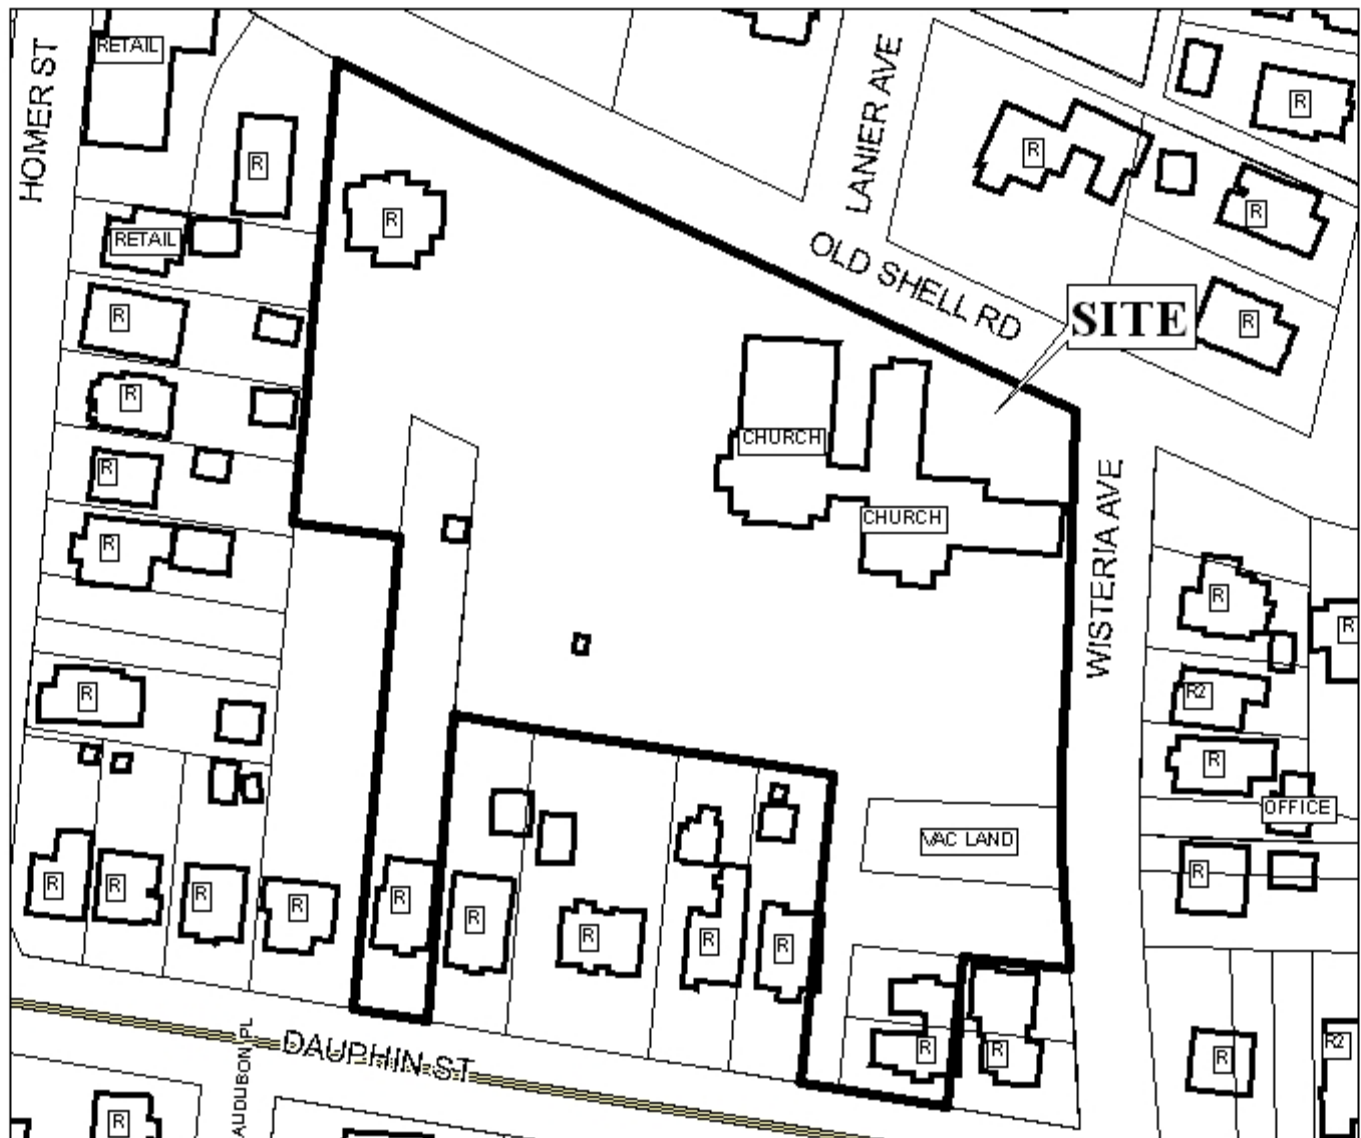 HOMER ST
RETAIL
LANIER AVE
R
R
R
R
R
RETAIL
OLD SHELL RD
SITE
R
R
R
CHURCH
R
CHURCH
R
WISTERIA AVE
R
R
R2
R
R
OFFICE
VAC LAND
R
R
R
R
R
R
R
R
R
R
R
R
R
R
R2
DAUPHIN ST
AUDUBON PL
R